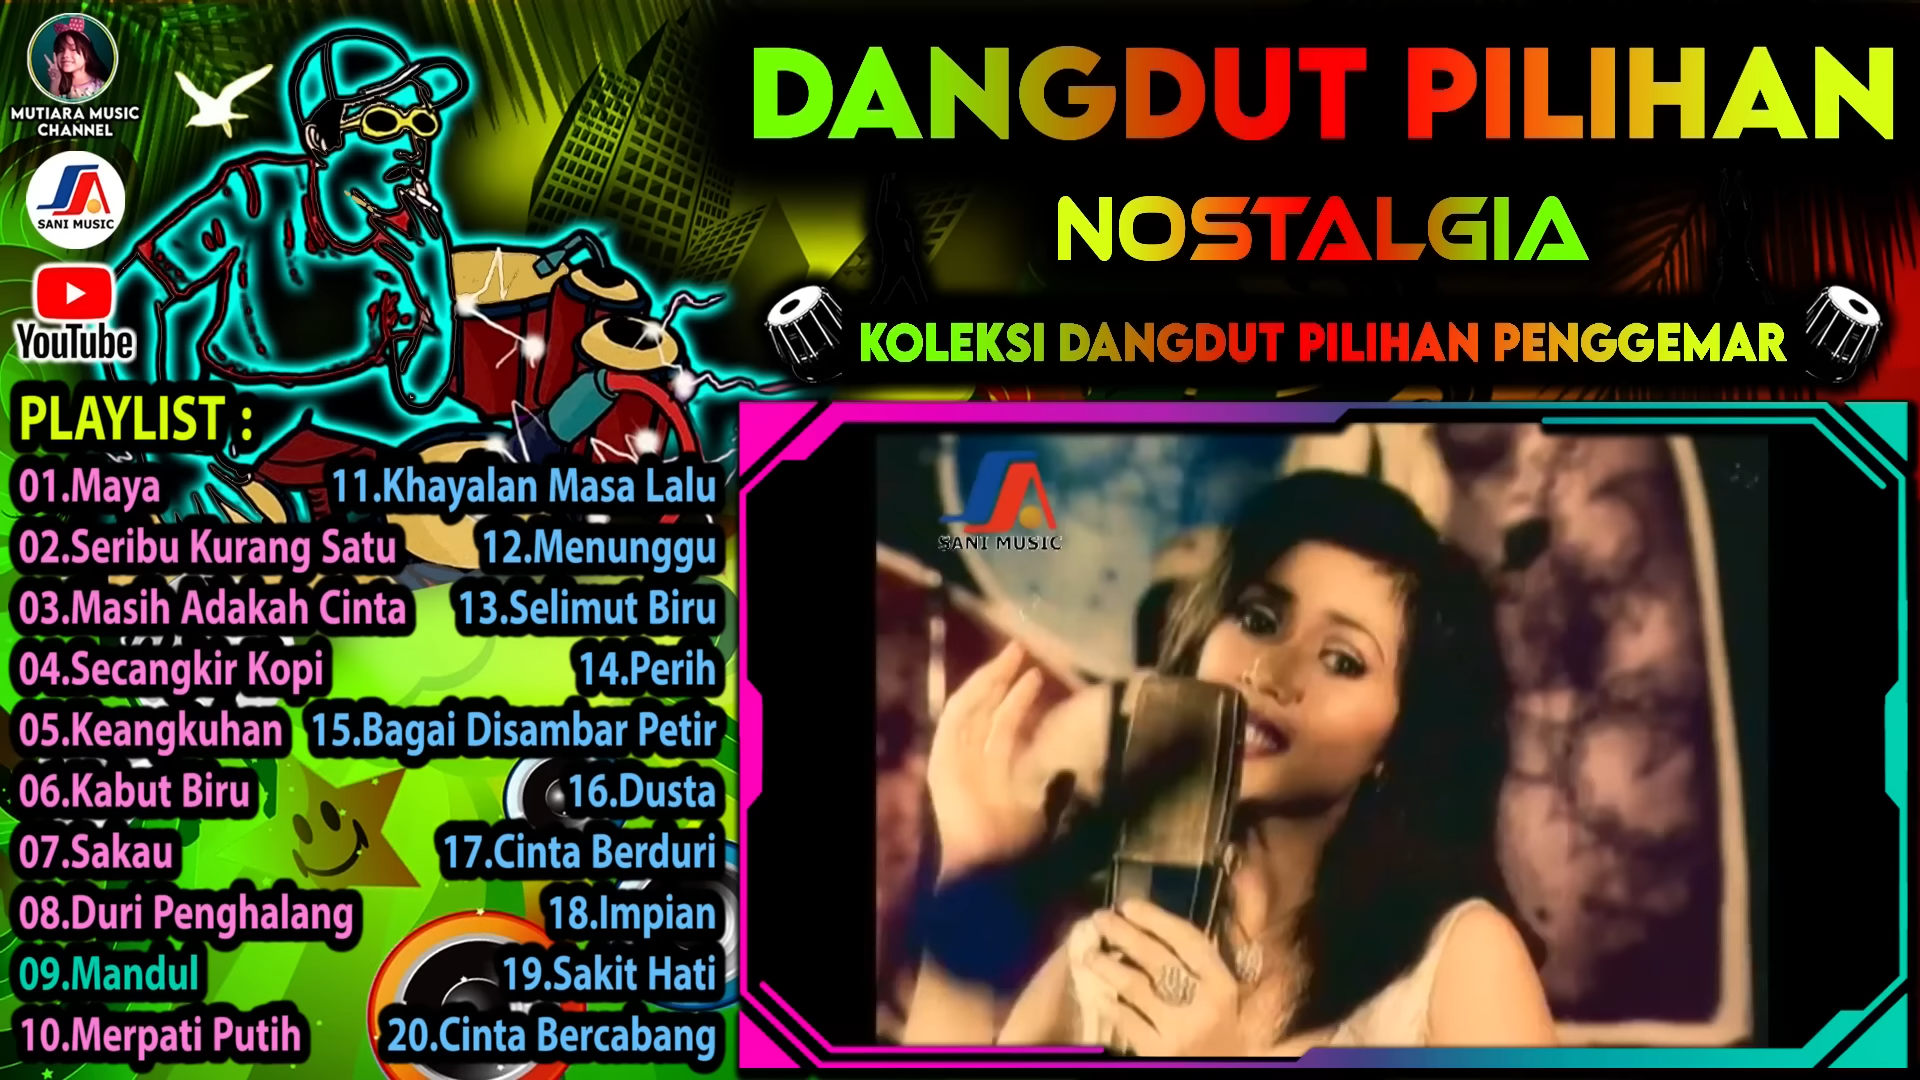 MUTIARA MUSIC
CHANNEL
SANI MUSIC
YouTube
DANGDUT PILIHAN
NOSTALGIA
KOLEKSI DANGDUT PILIHAN PENGGEMAR
PLAYLIST :
01.Maya
02.Seribu Kurang Satu
03.Masih Adakah Cinta
04.Secangkir Kopi
05.Keangkuhan
06.Kabut Biru
07.Sakau
08.Duri Penghalang
09.Mandul
10.Merpati Putih
11.Khayalan Masa Lalu
12.Menunggu
13.Selimut Biru
14.Perih
15.Bagai Disambar Petir
16.Dusta
17.Cinta Berduri
18.Impian
19.Sakit Hati
20.Cinta Bercabang
SANI MUSIC